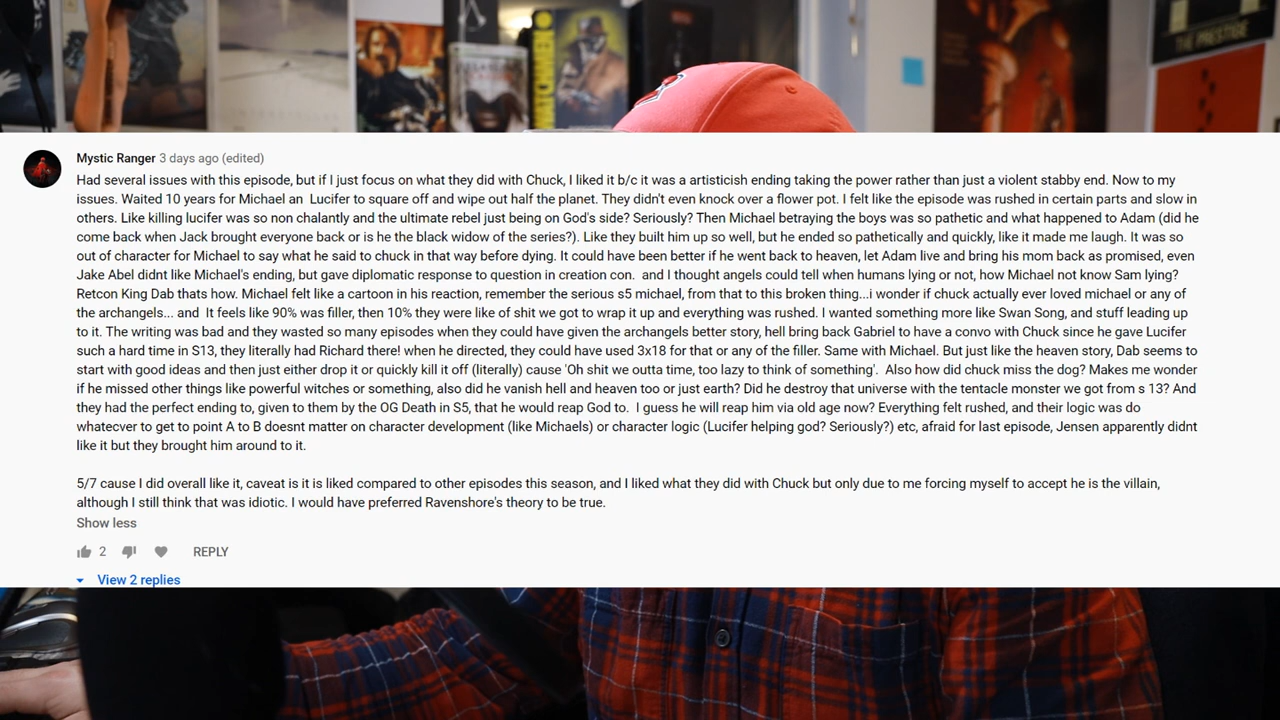 THE PRESTIGE
Mystic Ranger 3 days ago (edited)
Had several issues with this episode, but if I just focus on what they did with Chuck, I liked it b/c it was a artisticish ending taking the power rather than just a violent stabby end. Now to my
issues. Waited 10 years for Michael an  Lucifer to square off and wipe out half the planet. They didn't even knock over a flower pot. I felt like the episode was rushed in certain parts and slow in
others. Like killing lucifer was so non chalantly and the ultimate rebel just being on God's side? Seriously? Then Michael betraying the boys was so pathetic and what happened to Adam (did he
come back when Jack brought everyone back or is he the black widow of the series?). Like they built him up so well, but he ended so pathetically and quickly, like it made me laugh. It was so
out of character for Michael to say what he said to chuck in that way before dying. It could have been better if he went back to heaven, let Adam live and bring his mom back as promised, even
Jake Abel didnt like Michael's ending, but gave diplomatic response to question in creation con.  and I thought angels could tell when humans lying or not, how Michael not know Sam lying?
Retcon King Dab thats how. Michael felt like a cartoon in his reaction, remember the serious s5 michael, from that to this broken thing...i wonder if chuck actually ever loved michael or any of
the archangels... and  It feels like 90% was filler, then 10% they were like of shit we got to wrap it up and everything was rushed. I wanted something more like Swan Song, and stuff leading up
to it. The writing was bad and they wasted so many episodes when they could have given the archangels better story, hell bring back Gabriel to have a convo with Chuck since he gave Lucifer
such a hard time in S13, they literally had Richard there! when he directed, they could have used 3x18 for that or any of the filler. Same with Michael. But just like the heaven story, Dab seems to
start with good ideas and then just either drop it or quickly kill it off (literally) cause 'Oh shit we outta time, too lazy to think of something'.  Also how did chuck miss the dog? Makes me wonder
if he missed other things like powerful witches or something, also did he vanish hell and heaven too or just earth? Did he destroy that universe with the tentacle monster we got from s 13? And
they had the perfect ending to, given to them by the OG Death in S5, that he would reap God to.  I guess he will reap him via old age now? Everything felt rushed, and their logic was do
whatecver to get to point A to B doesnt matter on character development (like Michaels) or character logic (Lucifer helping god? Seriously?) etc, afraid for last episode, Jensen apparently didnt
like it but they brought him around to it.
5/7 cause I did overall like it, caveat is it is liked compared to other episodes this season, and I liked what they did with Chuck but only due to me forcing myself to accept he is the villain,
although I still think that was idiotic. I would have preferred Ravenshore's theory to be true.
Show less
2 REPLY
View 2 replies